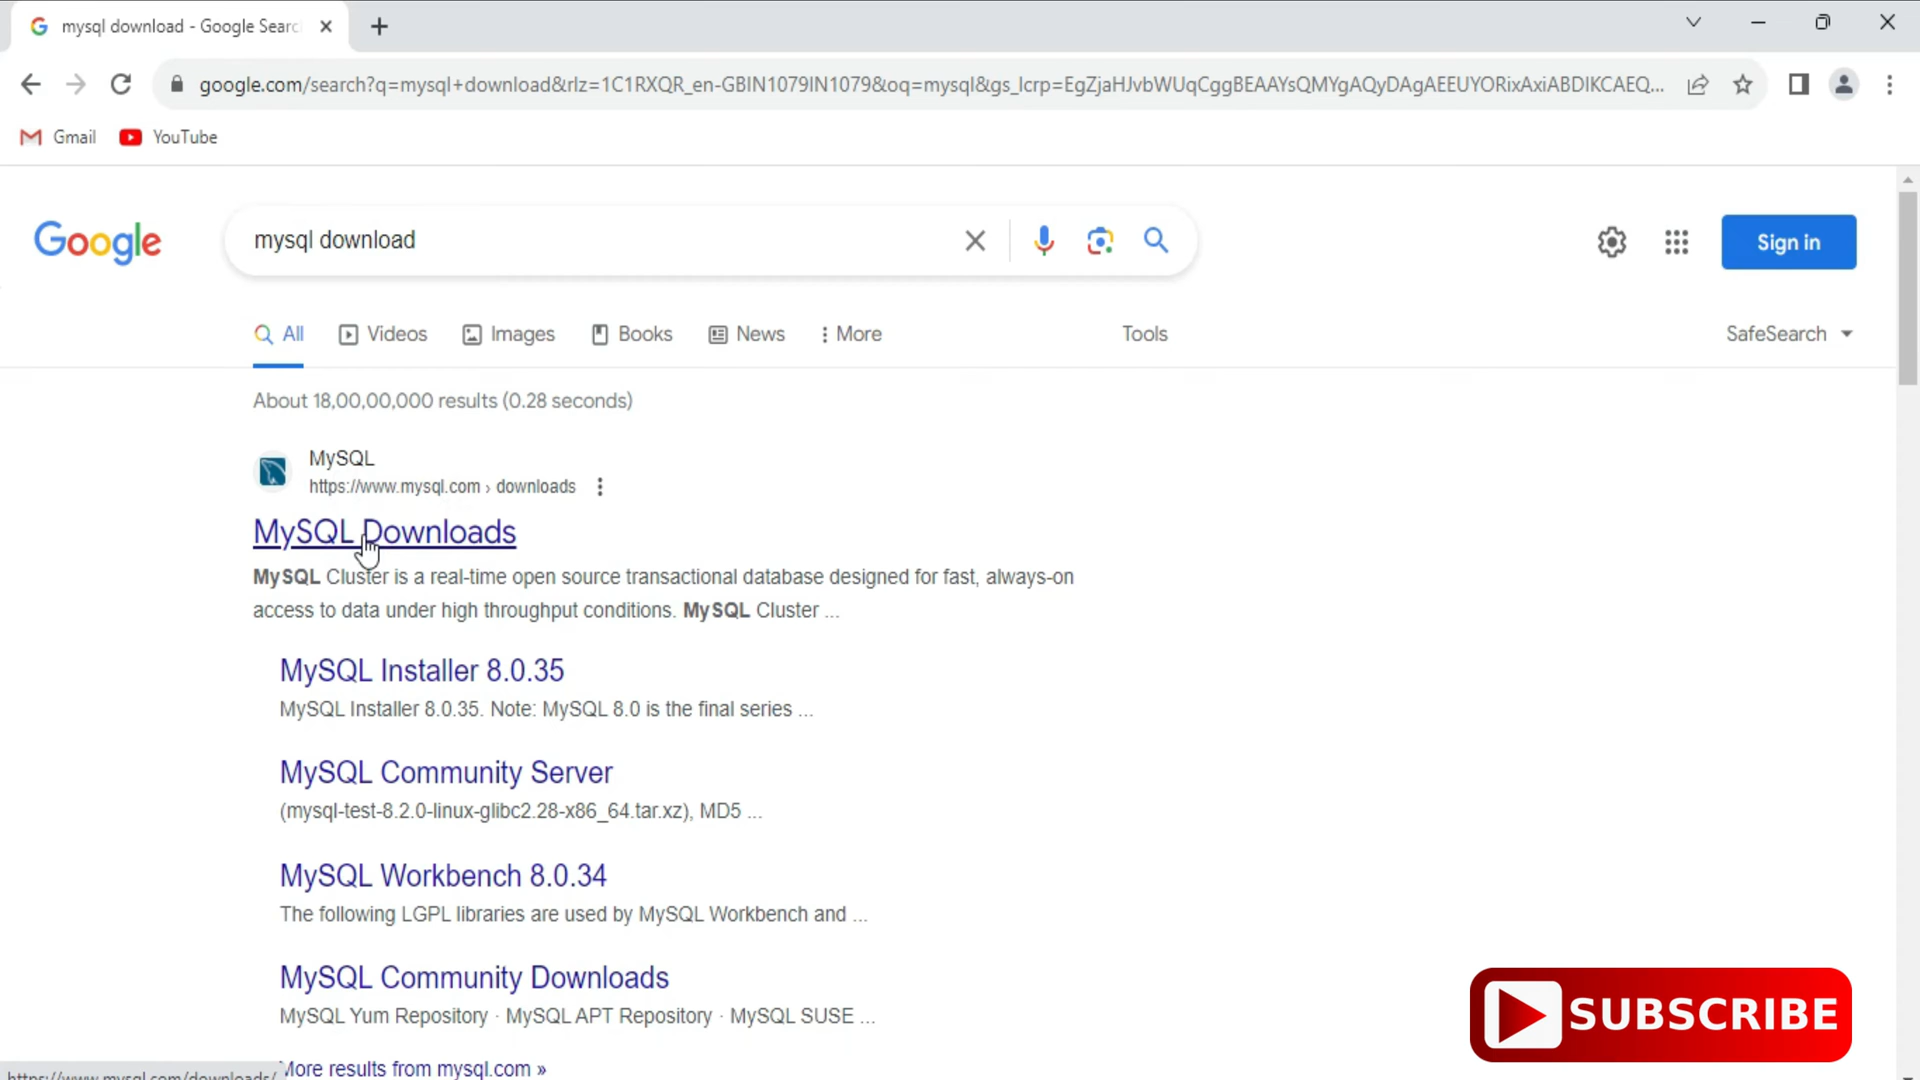 mysql download - Google Searc
google.com/search?q=mysql+download&rlz=1C1RXQR_en-GBIN1079IN1079&oq=mysql&gs_lcrp=EgZjaHJvbWUqCggBEAAYsQMYgAQyDAgAEEUYORixAxiABDIKCAEQ...
Gmail YouTube
Google mysql download Sign in
All Videos Images Books News More Tools SafeSearch
About 18,00,00,000 results (0.28 seconds)
MySQL
https://www.mysql.com › downloads
MySQL Downloads
MySQL Cluster is a real-time open source transactional database designed for fast, always-on
access to data under high throughput conditions. MySQL Cluster ...
MySQL Installer 8.0.35
MySQL Installer 8.0.35. Note: MySQL 8.0 is the final series ...
MySQL Community Server
(mysql-test-8.2.0-linux-glibc2.28-x86_64.tar.xz), MD5 ...
MySQL Workbench 8.0.34
The following LGPL libraries are used by MySQL Workbench and ...
MySQL Community Downloads
MySQL Yum Repository · MySQL APT Repository · MySQL SUSE ...
SUBSCRIBE
More results from mysql.com »
https://www.mysql.com/downloads/